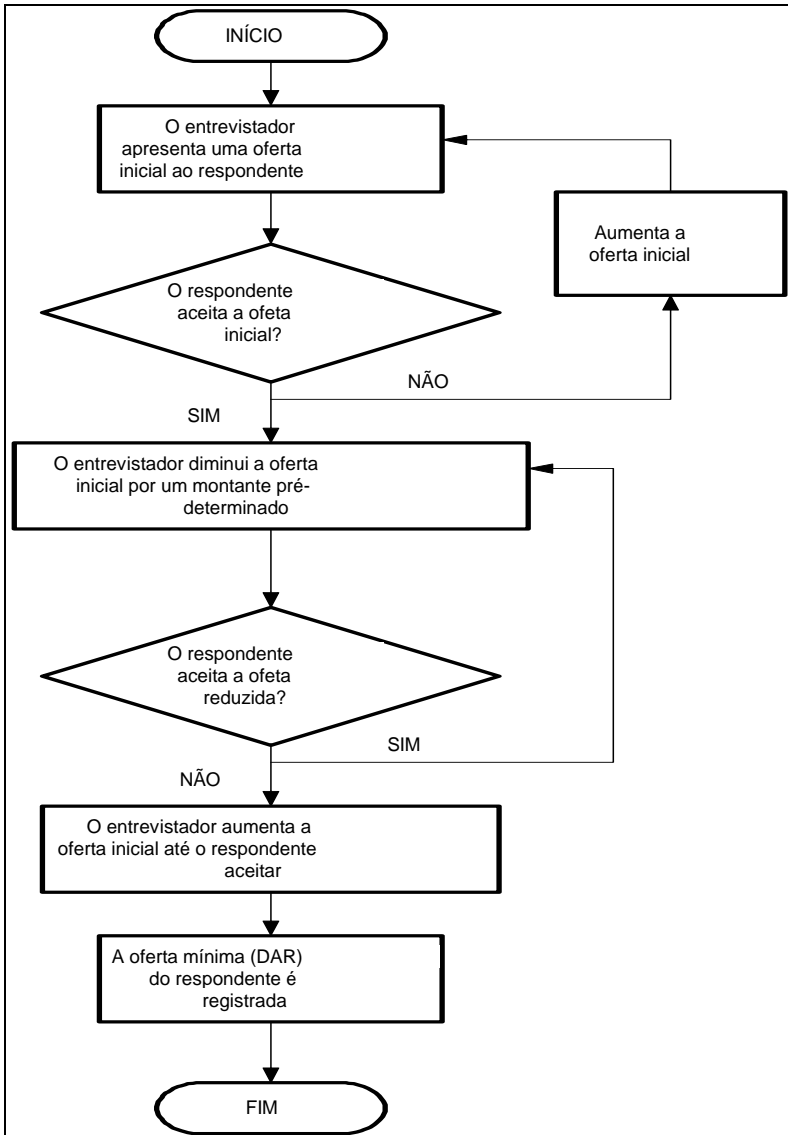 INÍCIO
O entrevistador
apresenta uma oferta
inicial ao respondente
Aumenta a
oferta inicial
O respondente
aceita a ofeta
inicial?
NÃO
SIM
O entrevistador diminui a oferta
inicial por um montante pré-
determinado
O respondente
aceita a ofeta
reduzida?
SIM
NÃO
O entrevistador aumenta a
oferta inicial até o respondente
aceitar
A oferta mínima (DAR)
do respondente é
registrada
FIM